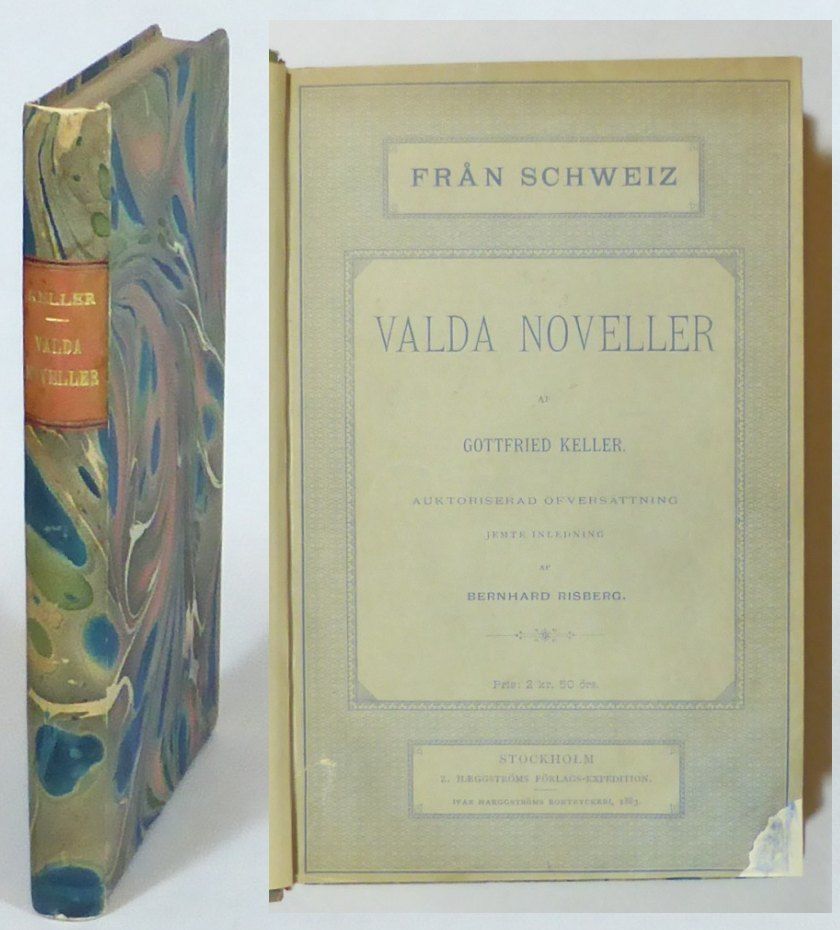 KELLER
VALDA
NOVELLER
FRÅN SCHWEIZ
VALDA NOVELLER
AF
GOTTFRIED KELLER.
AUKTORISERAD ÖFVERSÄTTNING
JEMTE INLEDNING
AF
BERNHARD RISBERG.
Pris: 2 kr. 50 öre.
STOCKHOLM
Z. HÆGGSTRÖMS FÖRLAGS-EXPEDITION.
IVAR HÆGGSTRÖMS BOKTRYCKERI, 1883.